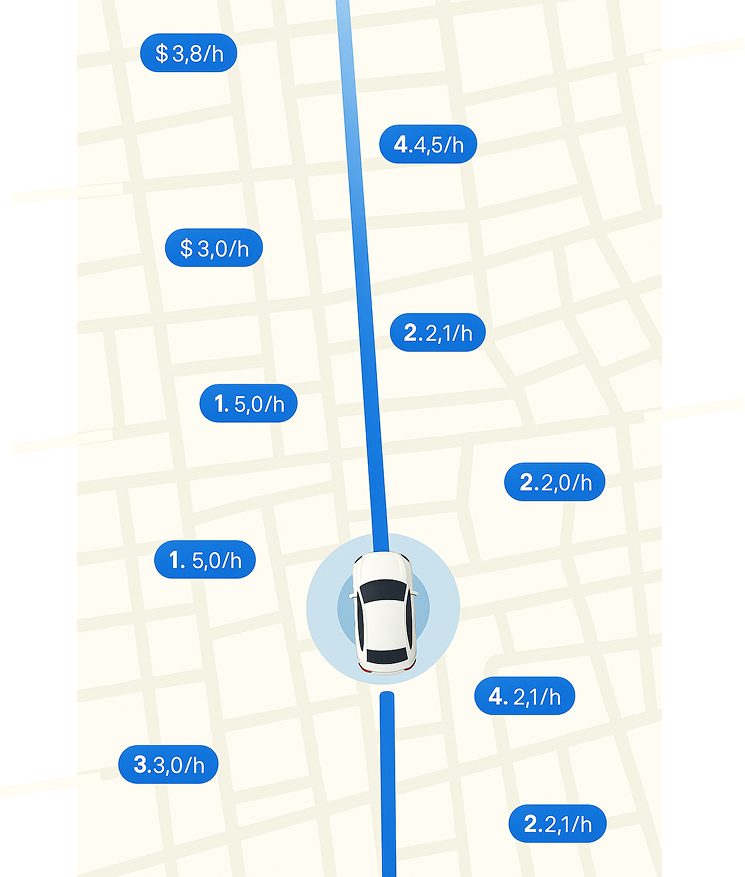 $ 3,8/h
4.4,5/h
$ 3,0/h
2.2,1/h
1. 5,0/h
2.2,0/h
1. 5,0/h
4. 2,1/h
3.3,0/h
2.2,1/h